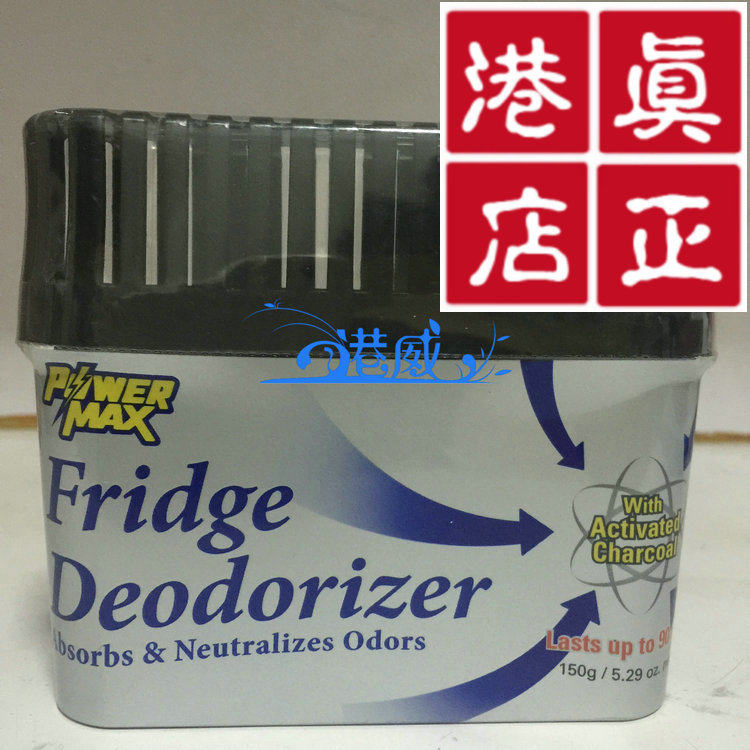 港真
店正
港威
POWER
MAX
Fridge
Deodorizer
Absorbs & Neutralizes Odors
With
Activated
Charcoal
Lasts up to 90
150g / 5.29 oz.